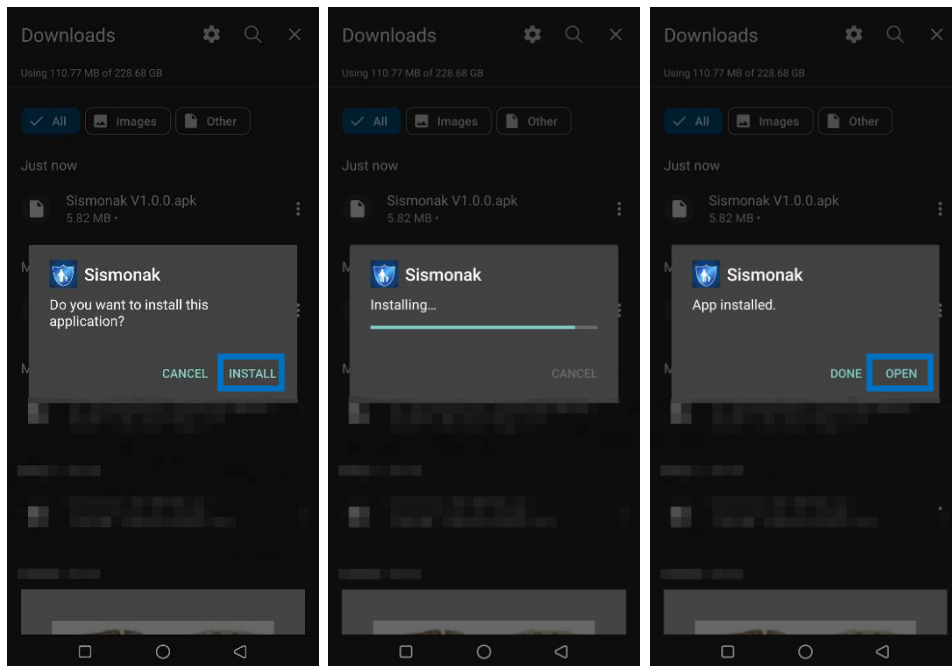 Downloads
Using 110.77 MB of 228.68 GB
All
Images
Other
Just now
Sismonak V1.0.0.apk
5.82 MB •
M
Sismonak
Do you want to install this
application?
CANCEL
INSTALL
M
Downloads
Using 110.77 MB of 228.68 GB
All
Images
Other
Just now
Sismonak V1.0.0.apk
5.82 MB •
M
Sismonak
Installing...
CANCEL
M
Downloads
Using 110.77 MB of 228.68 GB
All
Images
Other
Just now
Sismonak V1.0.0.apk
5.82 MB •
M
Sismonak
App installed.
DONE
OPEN
M